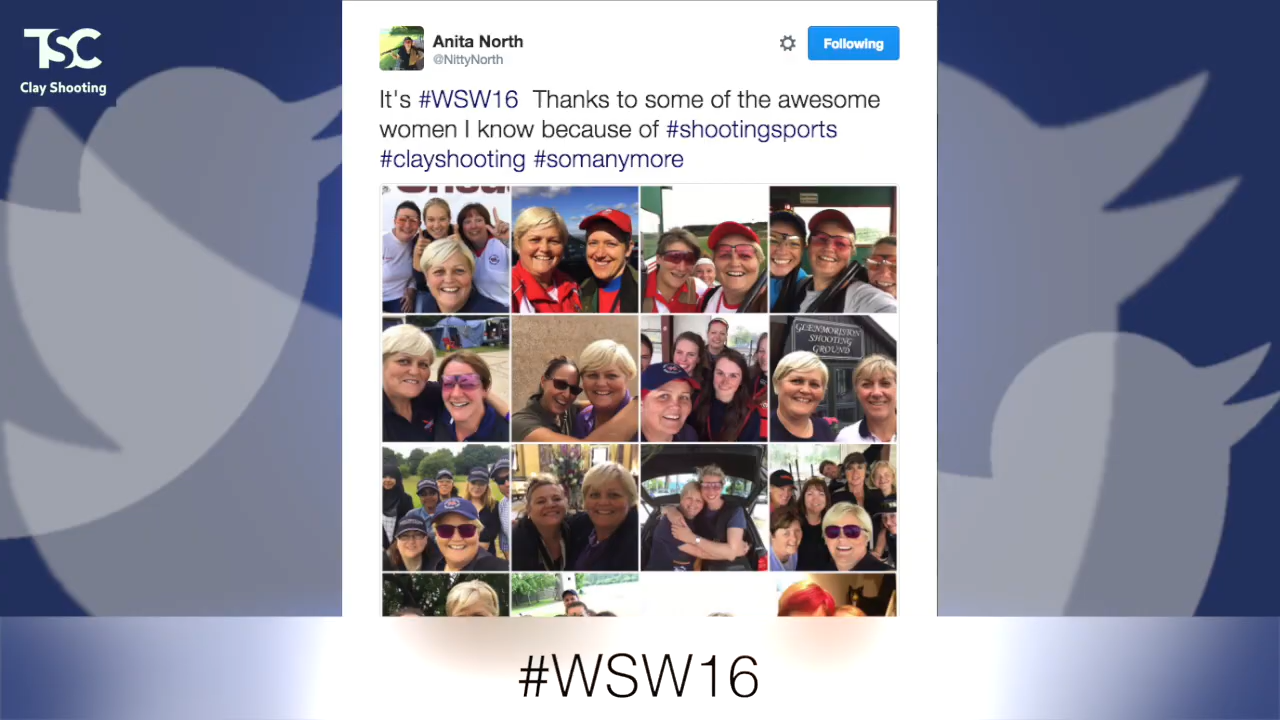 TSC
Clay Shooting
Anita North
@NittyNorth
Following
It's #WSW16 Thanks to some of the awesome
women I know because of #shootingsports
#clayshooting #somanymore
GLENMORISTON
SHOOTING
GROUND
#WSW16